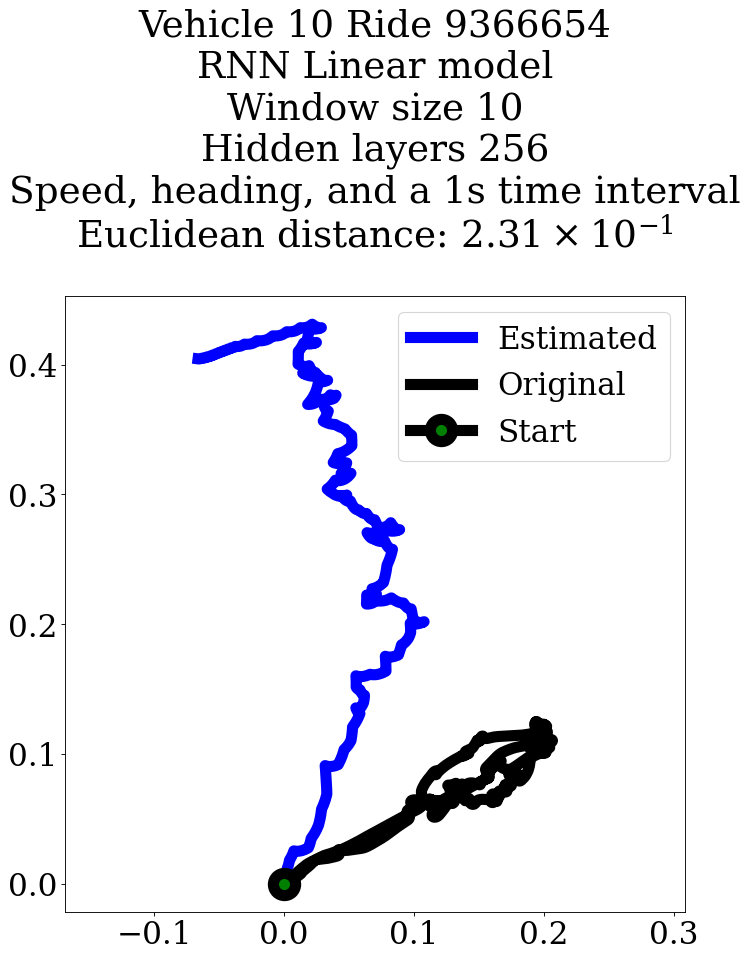 Vehicle 10 Ride 9366654
RNN Linear model
Window size 10
Hidden layers 256
Speed, heading, and a 1s time interval
Euclidean distance: 2.31 × 10⁻¹
Estimated
Original
Start
0.4
0.3
0.2
0.1
0.0
−0.1 0.0 0.1 0.2 0.3